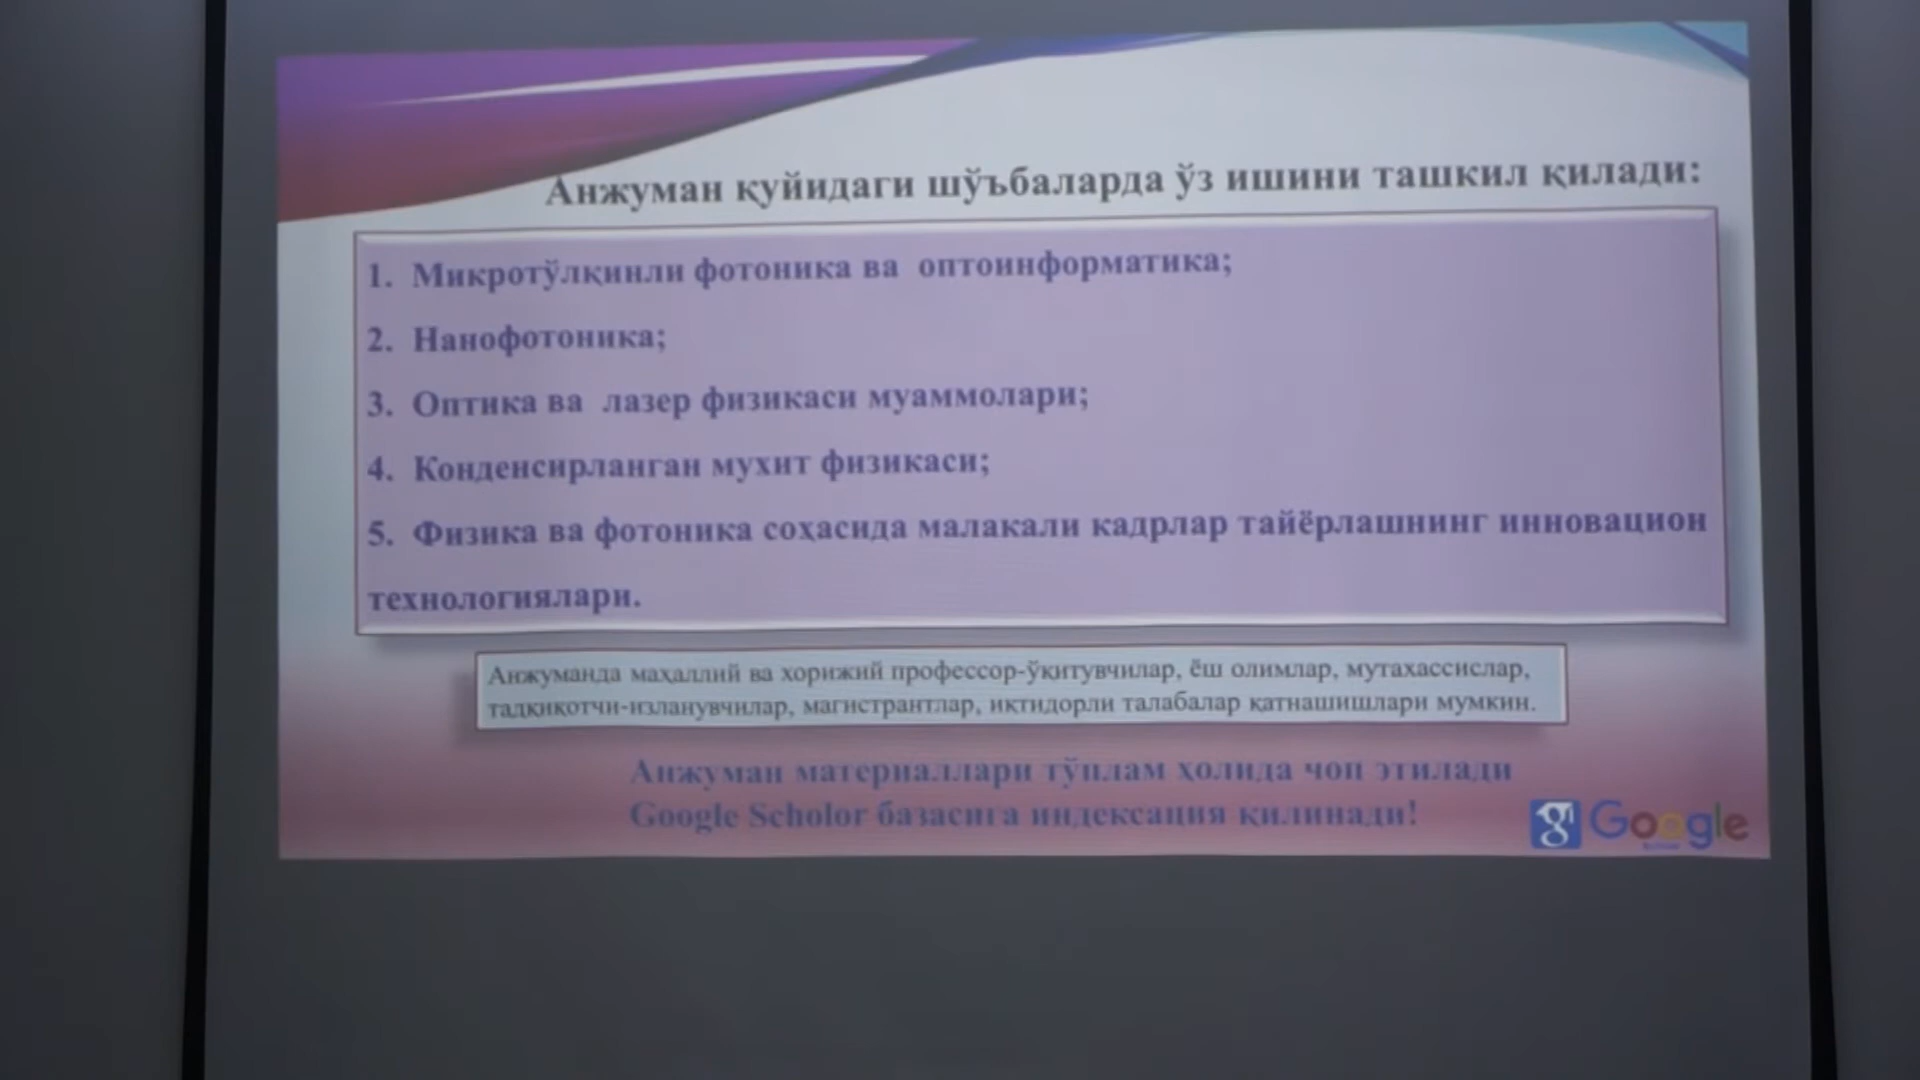 Анжуман қуйидаги шўъбаларда ўз ишини ташкил қилади:
1. Микротўлқинли фотоника ва оптоинформатика;
2. Нанофотоника;
3. Оптика ва лазер физикаси муаммолари;
4. Конденсирланган мухит физикаси;
5. Физика ва фотоника соҳасида малакали кадрлар тайёрлашнинг инновацион
технологиялари.
Анжуманда маҳаллий ва хорижий профессор-ўқитувчилар, ёш олимлар, мутахассислар,
тадқиқотчи-изланувчилар, магистрантлар, иқтидорли талабалар қатнашишлари мумкин.
Анжуман материаллари тўплам ҳолида чоп этилади
Google Scholor базасига индексация қилинади!
g Google